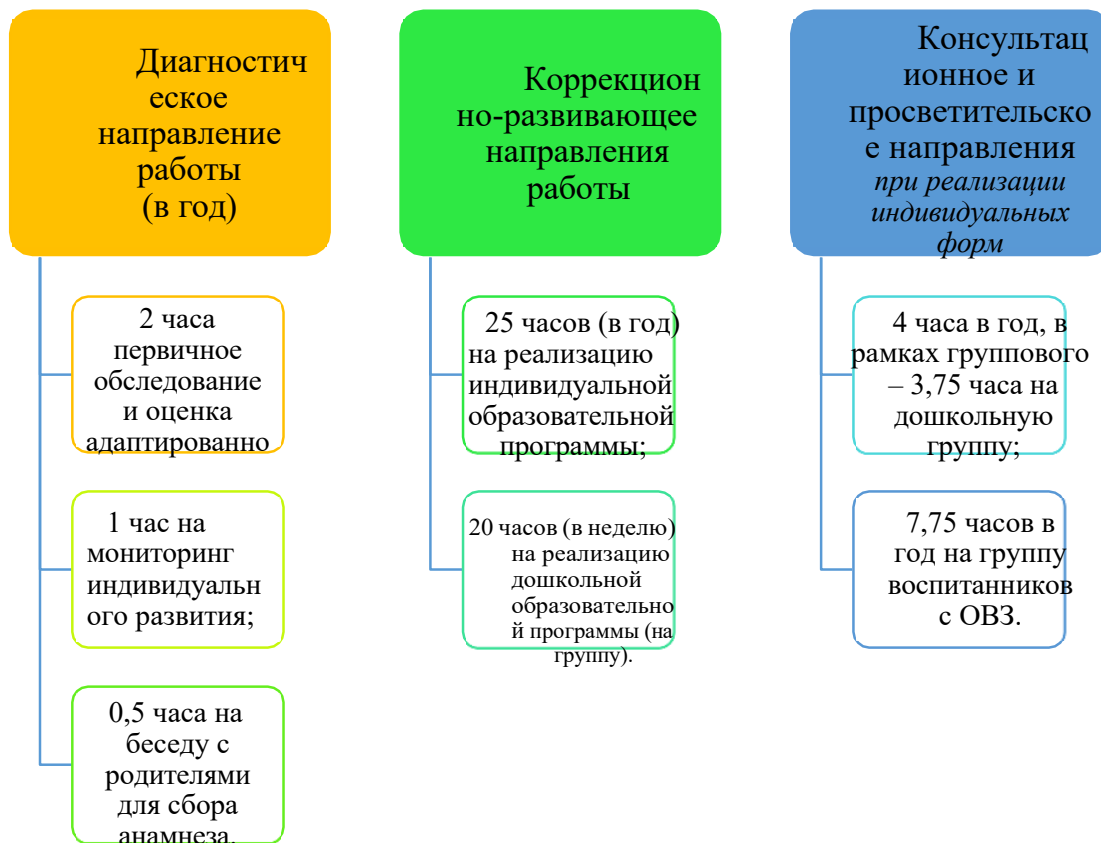 Диагностич
еское
направление
работы
(в год)
2 часа
первичное
обследование
и оценка
адаптированно
1 час на
мониторинг
индивидуальн
ого развития;
0,5 часа на
беседу с
родителями
для сбора
анамнеза.
Коррекцион
но-развивающее
направления
работы
25 часов (в год)
на реализацию
индивидуальной
образовательной
программы;
20 часов (в неделю)
на реализацию
дошкольной
образовательно
й программы (на
группу).
Консультац
ионное и
просветительско
е направления
при реализации
индивидуальных
форм
4 часа в год, в
рамках группового
– 3,75 часа на
дошкольную
группу;
7,75 часов в
год на группу
воспитанников
с ОВЗ.